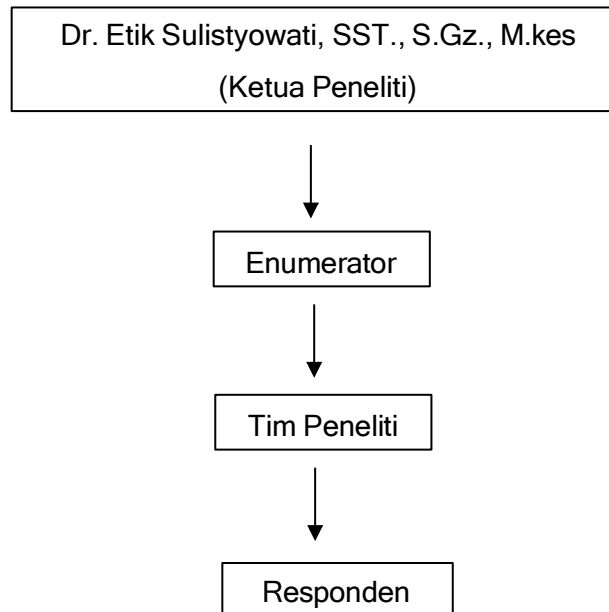 Dr. Etik Sulistyowati, SST., S.Gz., M.kes
(Ketua Peneliti)
Enumerator
Tim Peneliti
Responden